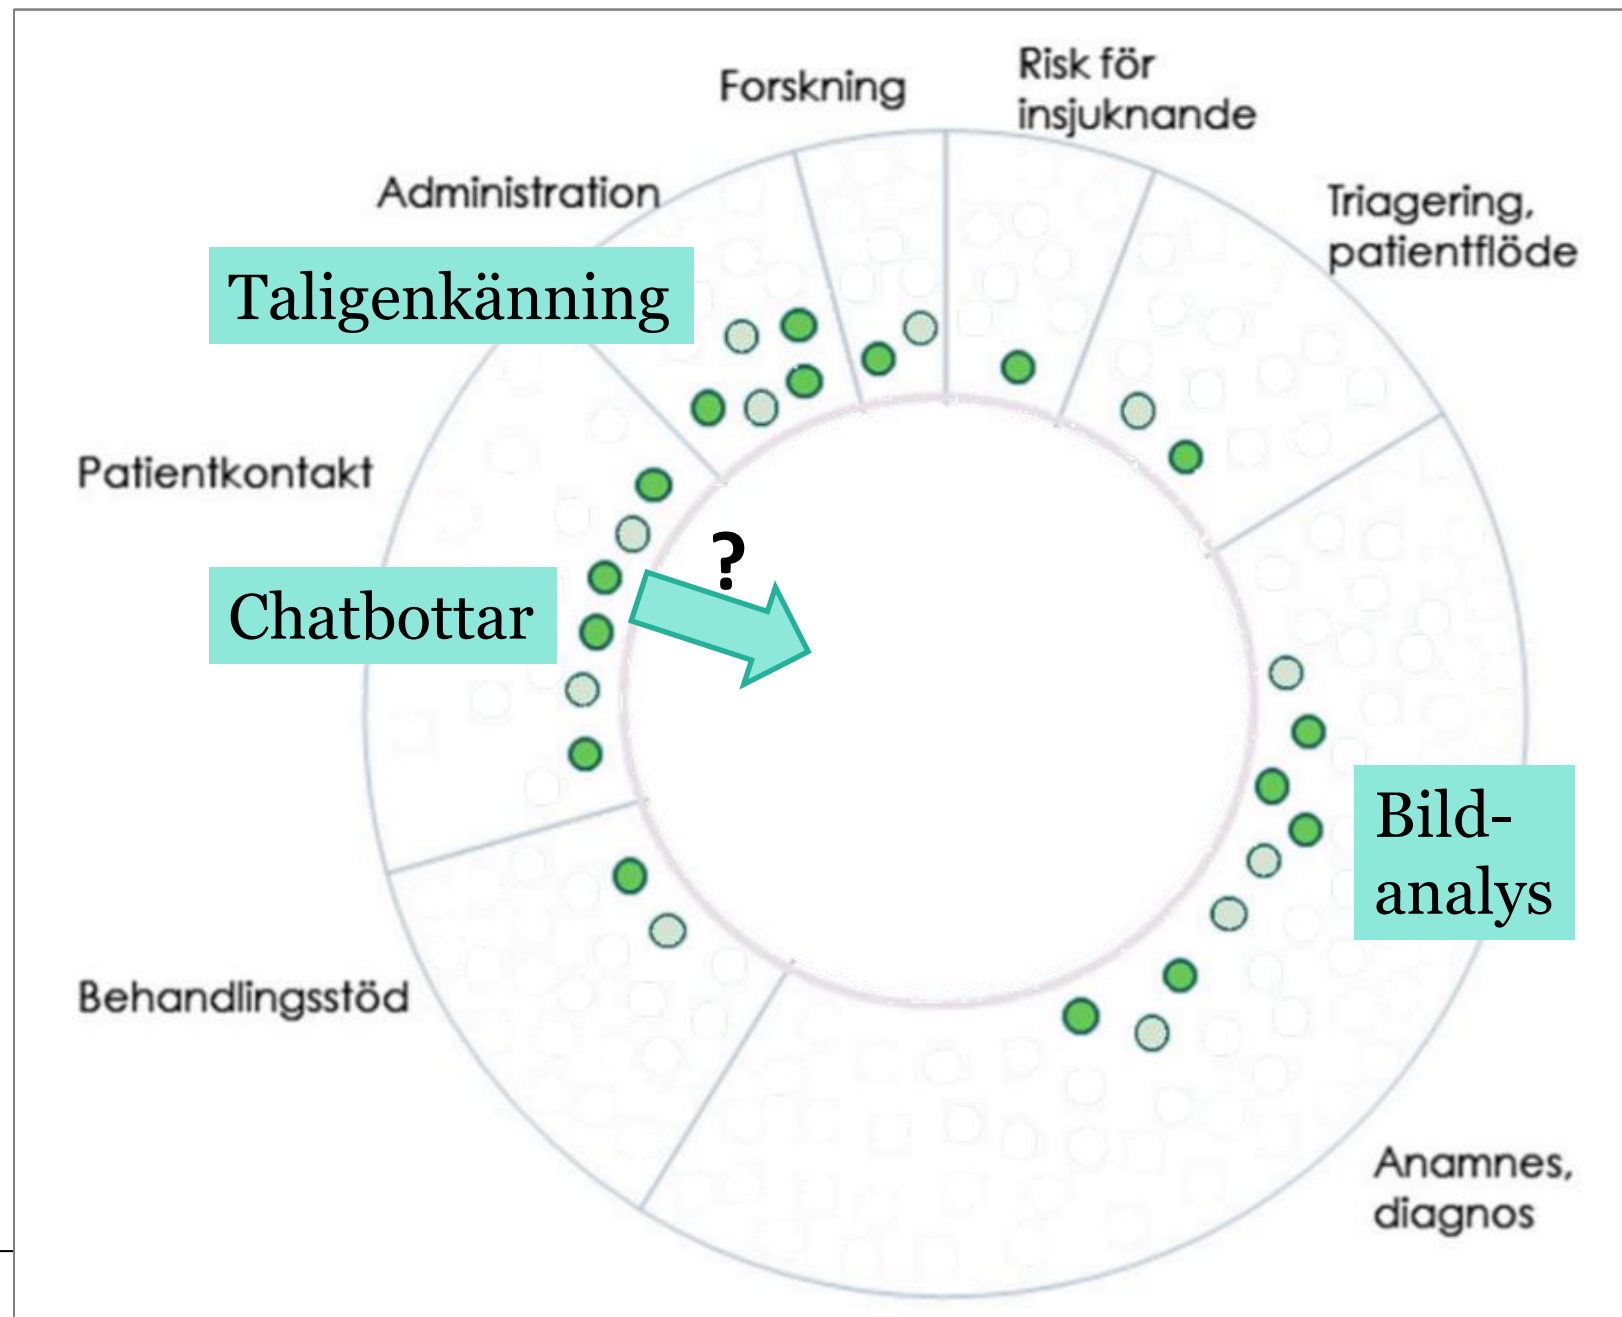 Forskning
Risk för
insjuknande
Administration
Triagering,
patientflöde
Taligenkänning
Patientkontakt
?
Chatbottar
Bild-
analys
Behandlingsstöd
Anamnes,
diagnos